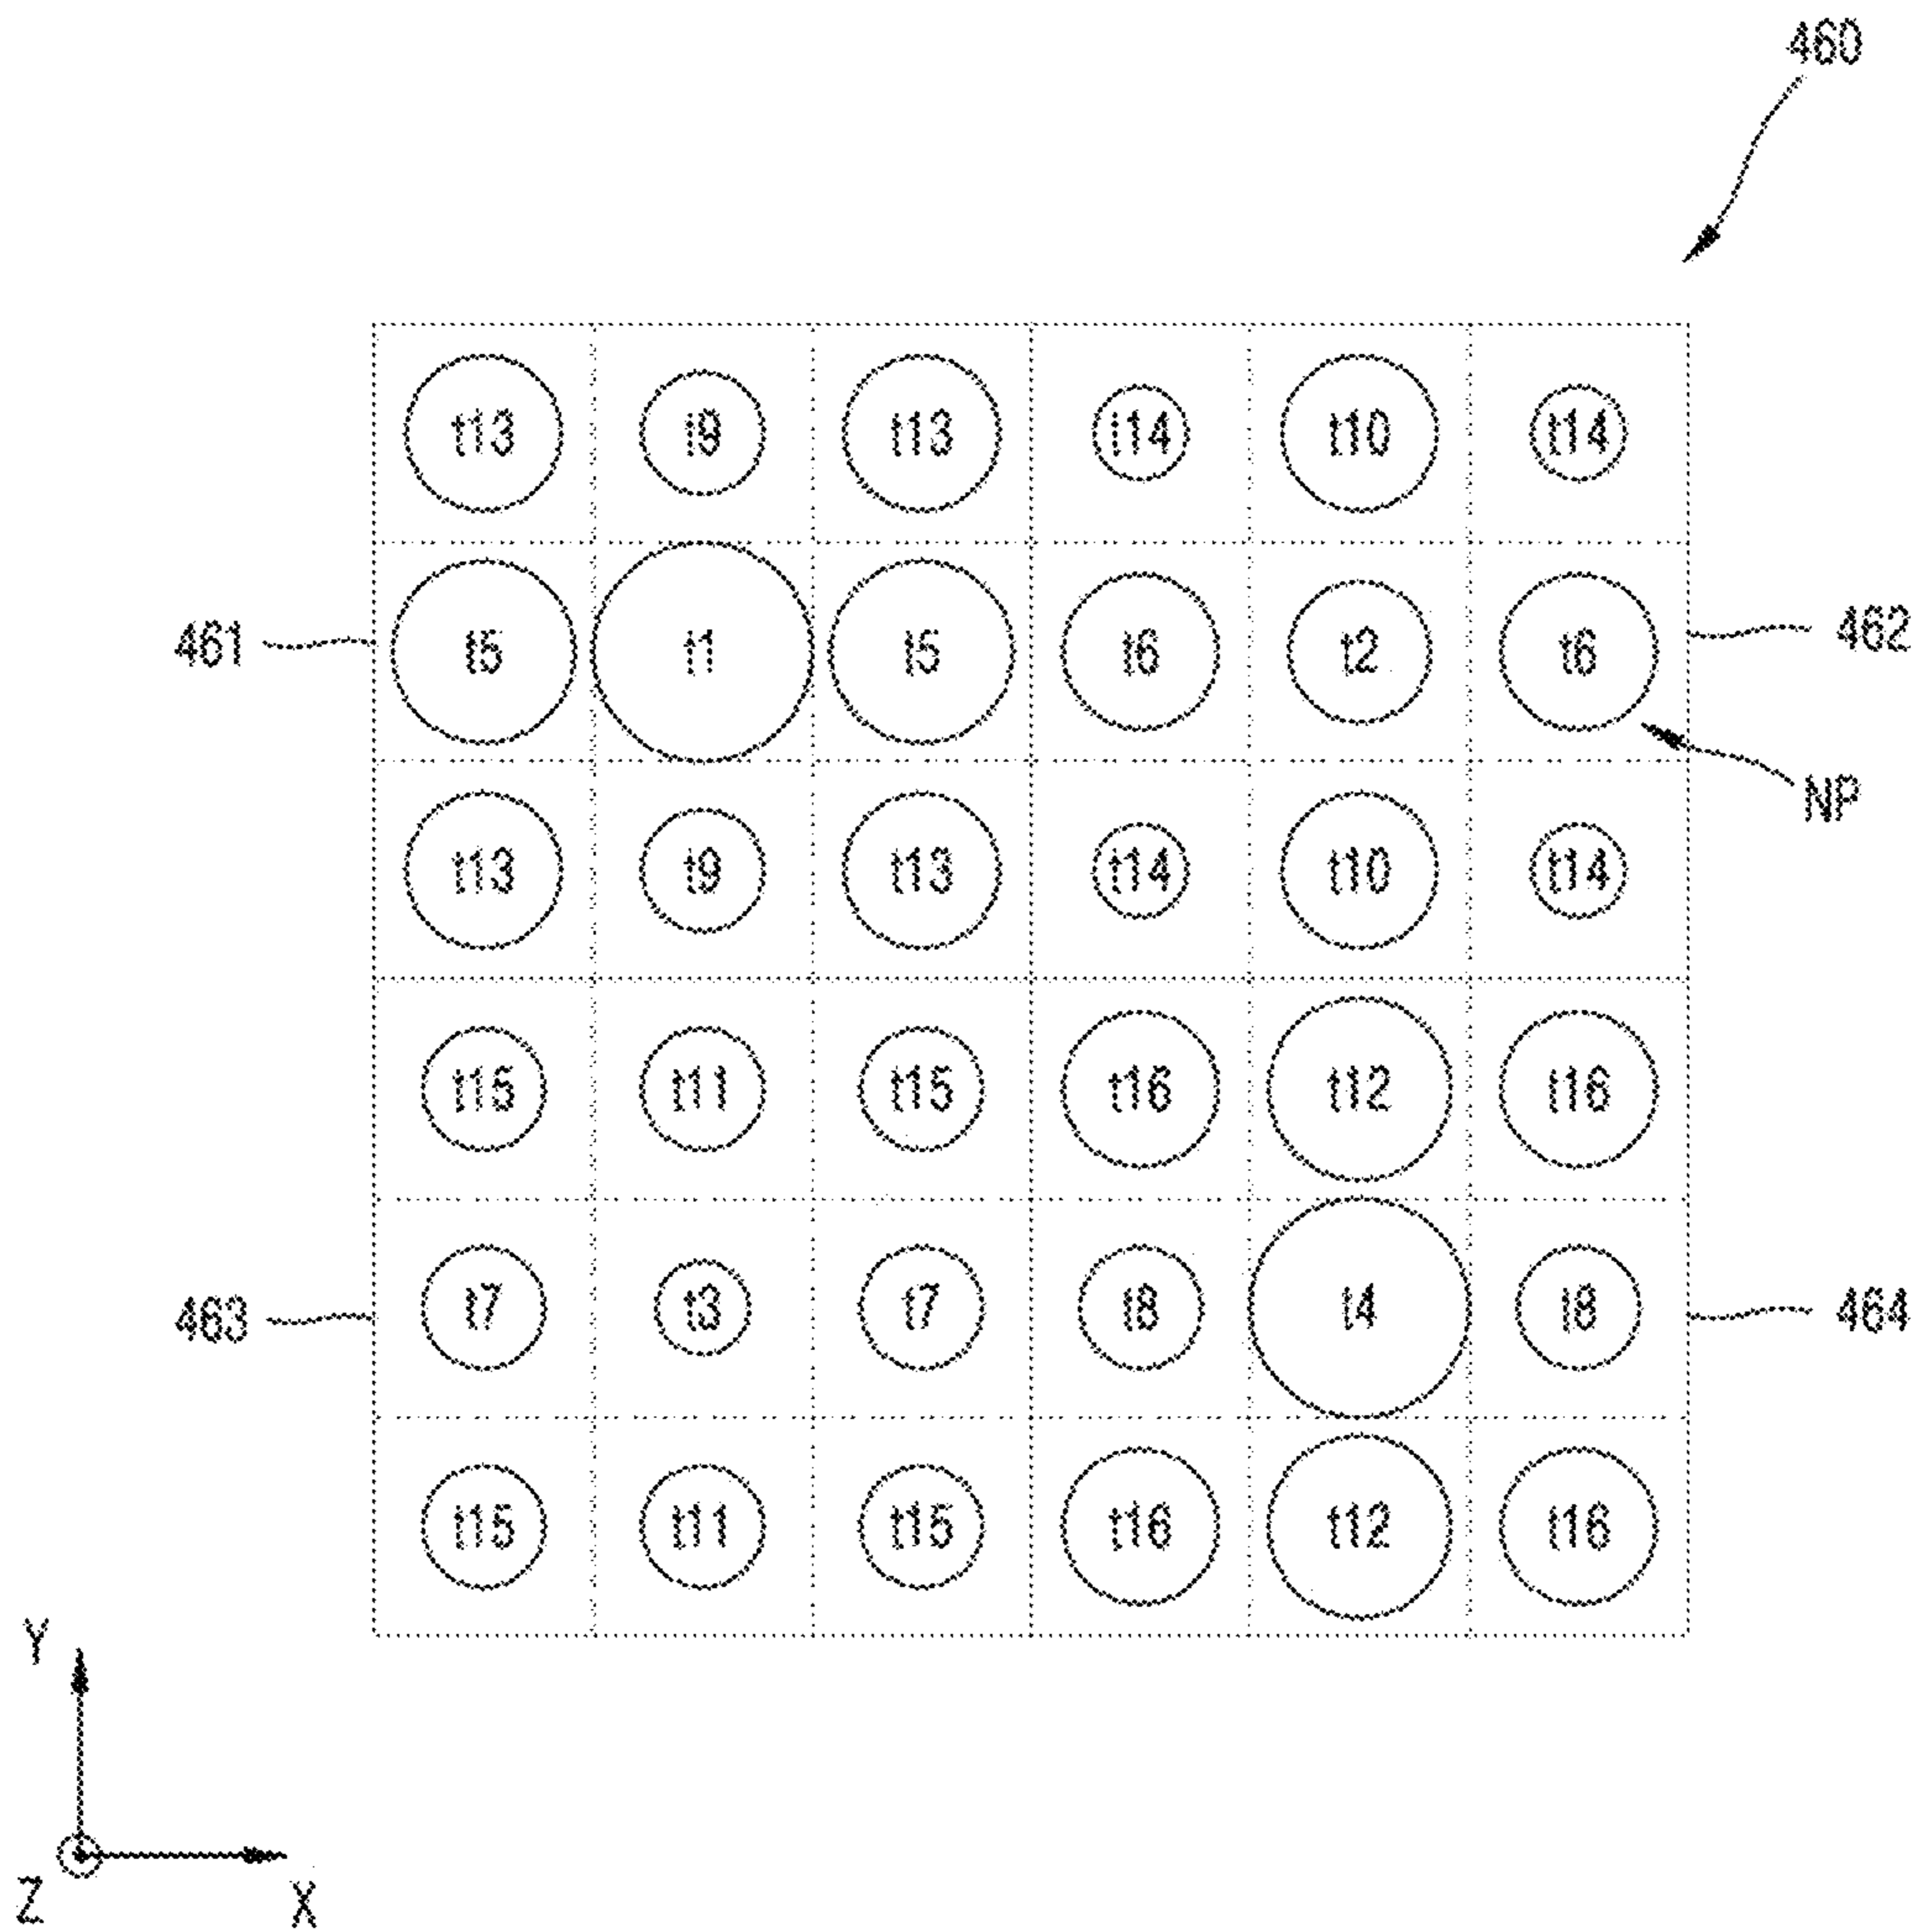 460
t13 t9 t13 t14 t10 t14
461 t5 t1 t5 t6 t2 t6 462
NP
t13 t9 t13 t14 t10 t14
t15 t11 t15 t16 t12 t16
463 t7 t3 t7 t8 t4 t8 464
t15 t11 t15 t16 t12 t16
Y
Z X